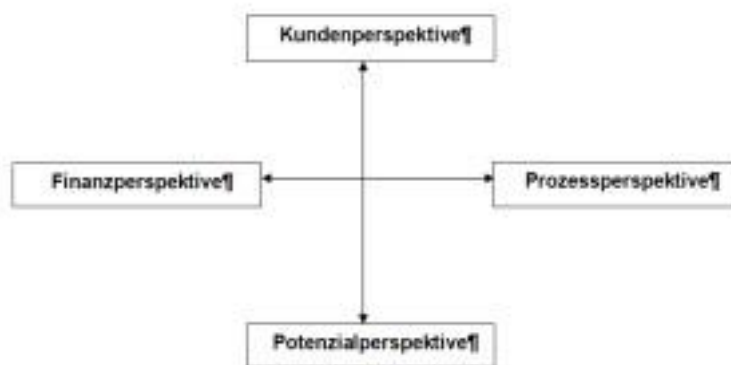 Kundenperspektive¶
Finanzperspektive¶
Prozessperspektive¶
Potenzialperspektive¶